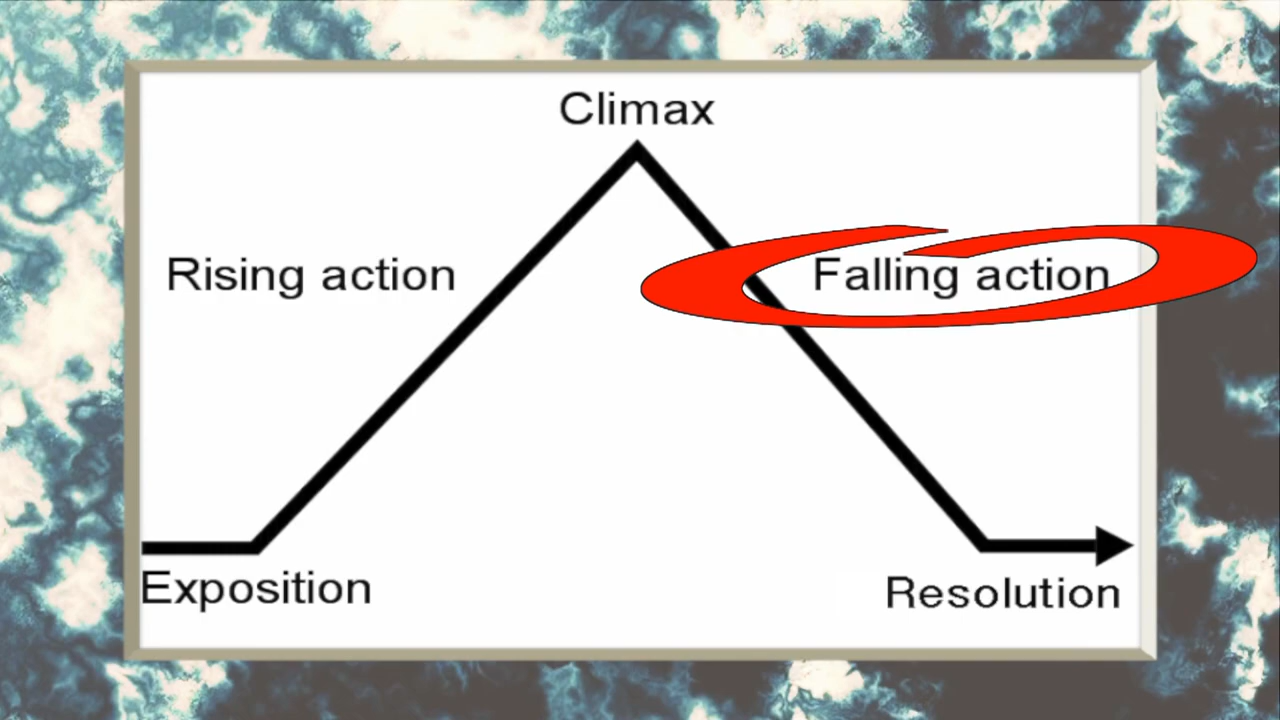 Climax
Rising action
Falling action
Exposition
Resolution